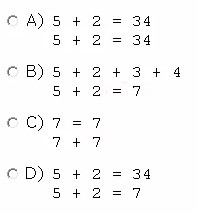 A) 5 + 2 = 34
5 + 2 = 34
B) 5 + 2 + 3 + 4
5 + 2 = 7
C) 7 = 7
7 + 7
D) 5 + 2 = 34
5 + 2 = 7